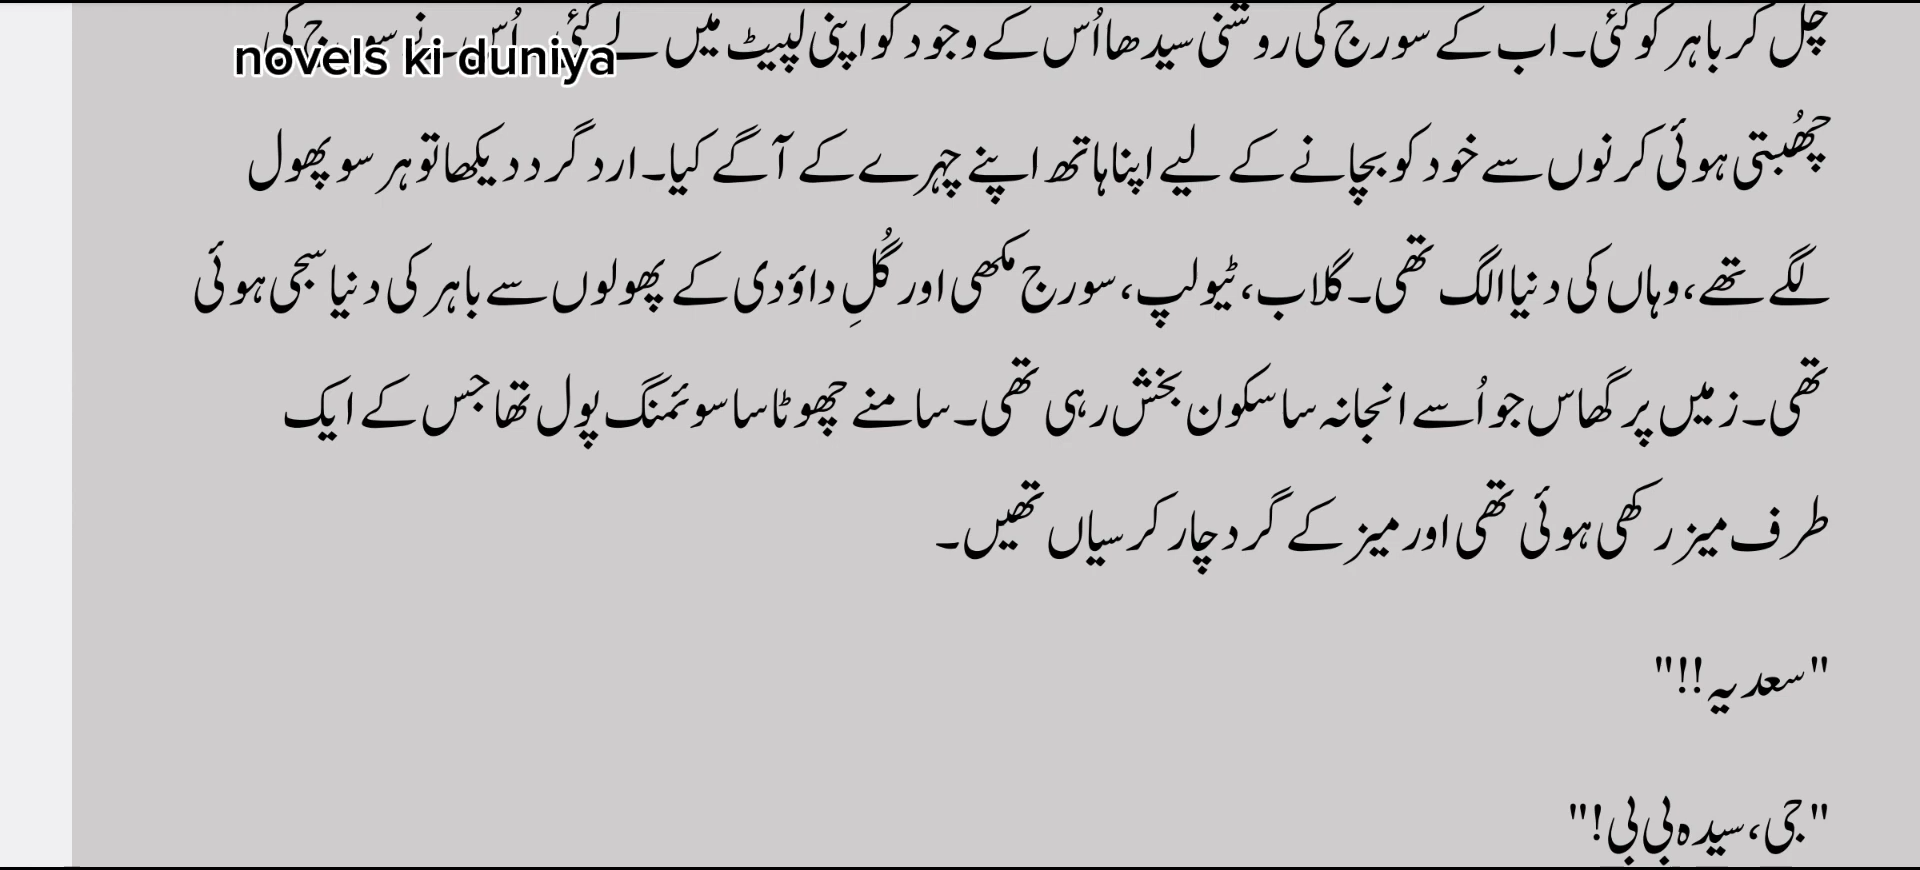 چل کر باہر کو گئی۔ اب کے سورج کی روشنی سیدھا اُس کے وجود کو اپنی لپیٹ میں لے گئی۔ اُس نے سورج کی
novels ki duniya
چھُبتی ہوئی کرنوں سے خود کو بچانے کے لیے اپنا ہاتھ اپنے چہرے کے آگے کیا۔ ارد گرد دیکھا تو ہر سو پھول
لگے تھے، وہاں کی دنیا الگ تھی۔ گلاب، ٹیولپ، سورج مکھی اور گُلِ داؤدی کے پھولوں سے باہر کی دنیا سجی ہوئی
تھی۔ زمیں پر گھاس جو اُسے انجانہ سا سکون بخش رہی تھی۔ سامنے چھوٹا سا سوئمنگ پول تھا جس کے ایک
طرف میز رکھی ہوئی تھی اور میز کے گرد چار کرسیاں تھیں۔
"سعدیہ!!"
"جی، سیدہ بی بی!"